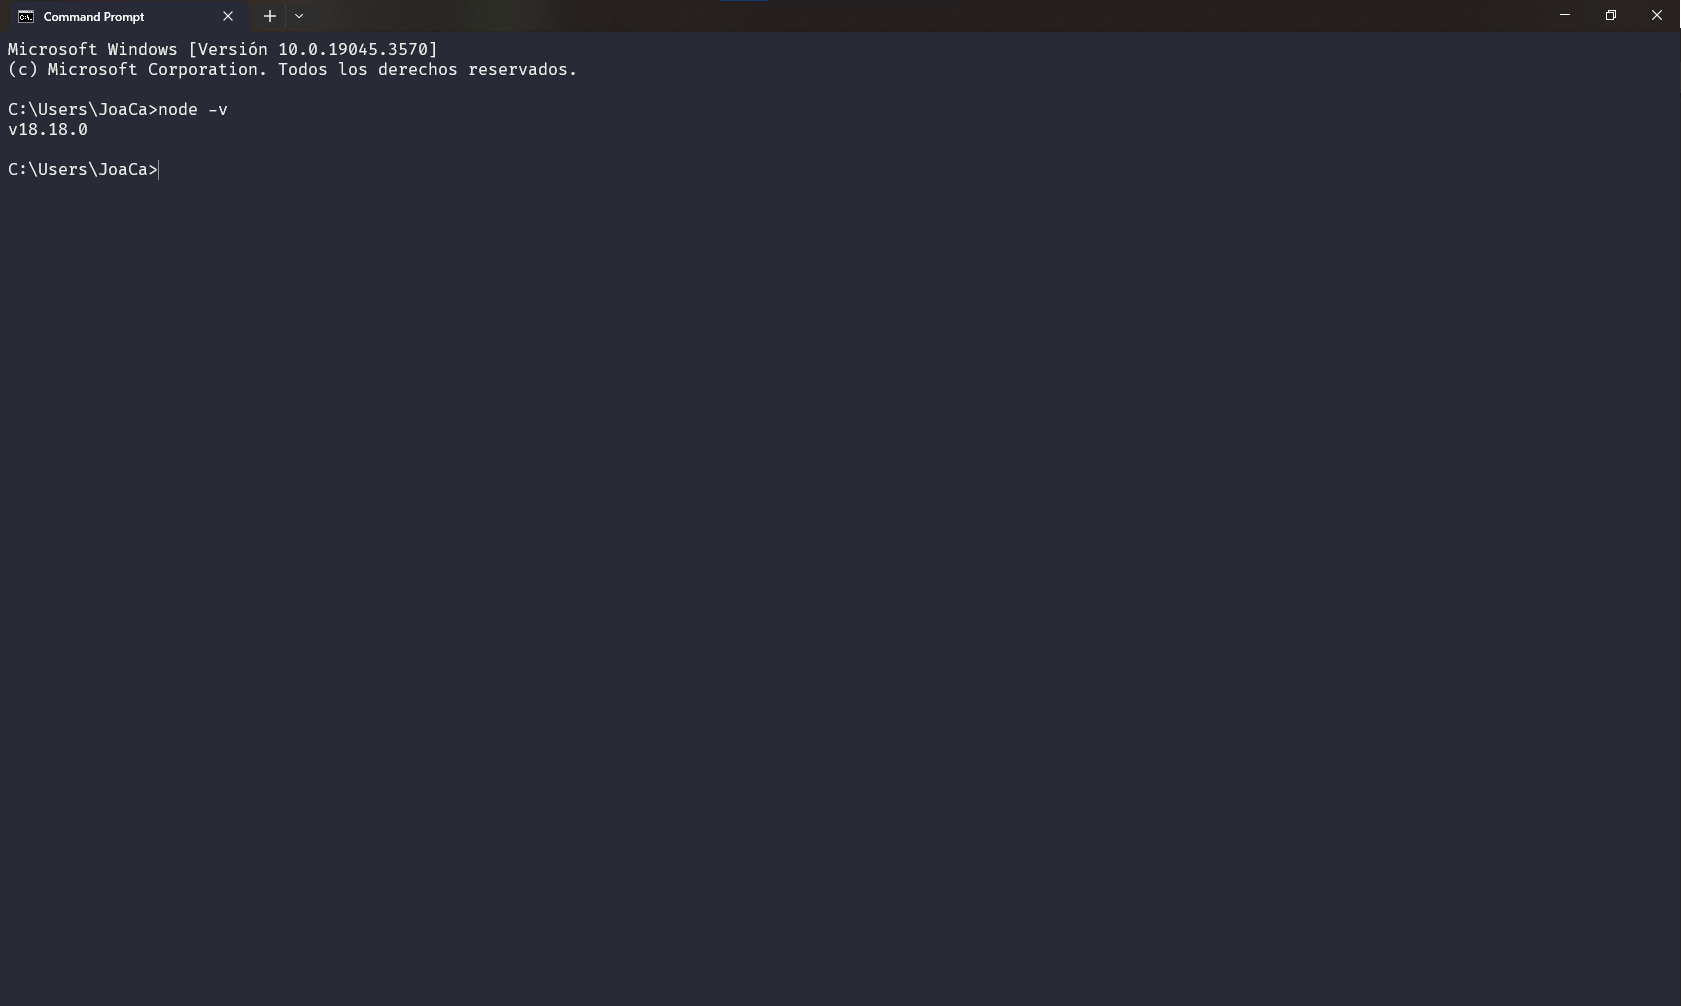 Command Prompt
Microsoft Windows [Versión 10.0.19045.3570]
(c) Microsoft Corporation. Todos los derechos reservados.
C:\Users\JoaCa>node -v
v18.18.0
C:\Users\JoaCa>